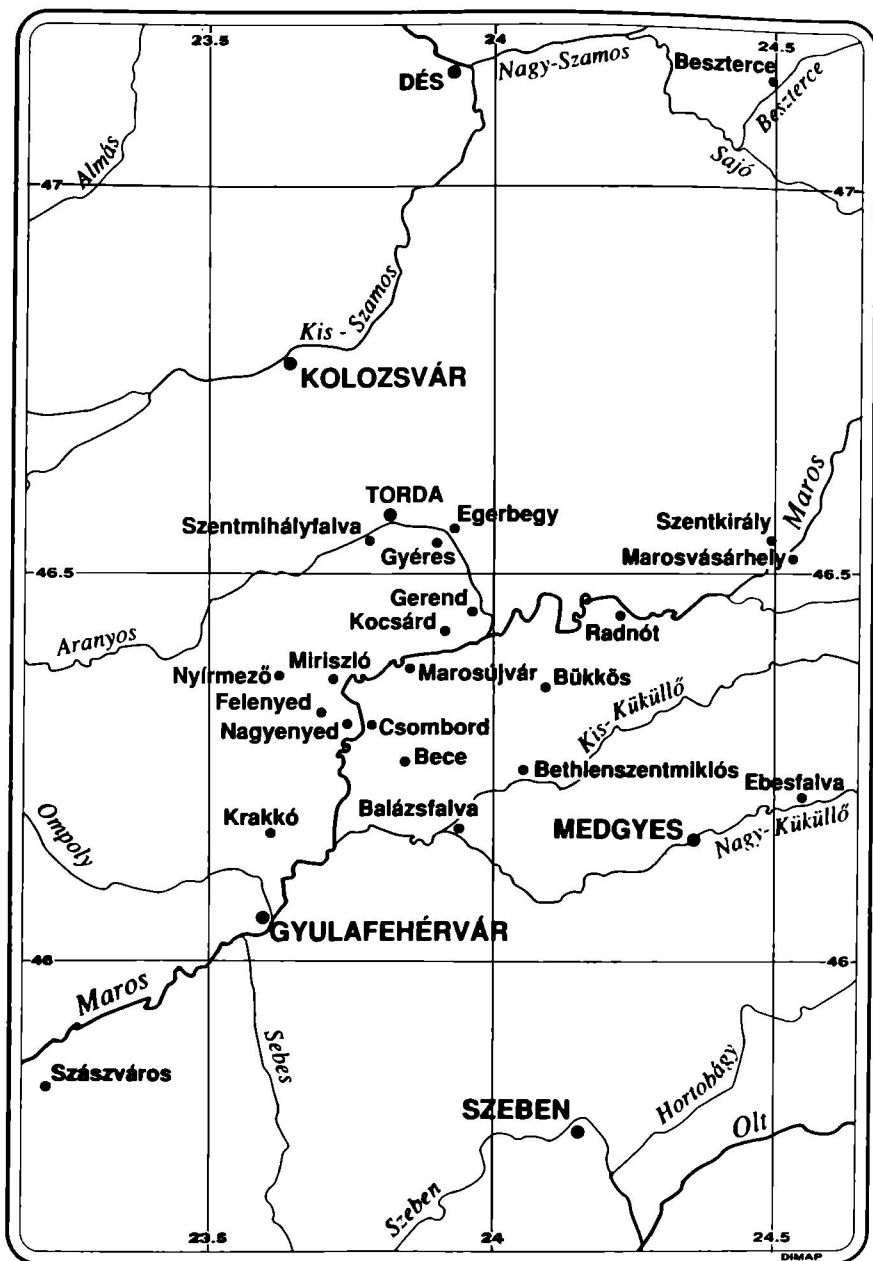 23.5
24
24.5
DÉS
Nagy-Szamos
Beszterce
Beszterce
Almás
Sajó
47
47
Kis - Szamos
KOLOZSVÁR
Maros
TORDA
Egerbegy
Szentmihályfalva
Szentkirály
Gyéres
Marosvásárhely
46.5
46.5
Gerend
Kocsárd
Radnót
Aranyos
Nyírmező
Miriszló
Marosújvár
Bükkös
Felenyed
Kis-Küküllő
Nagyenyed
Csombord
Bece
Bethlenszentmiklós
Ebesfalva
Ompoly
Krakkó
Balázsfalva
MEDGYES
Nagy-Küküllő
GYULAFEHÉRVÁR
46
46
Maros
Sebes
Szászváros
Hortobágy
SZEBEN
Olt
Szeben
23.5
24
24.5
DIMAP